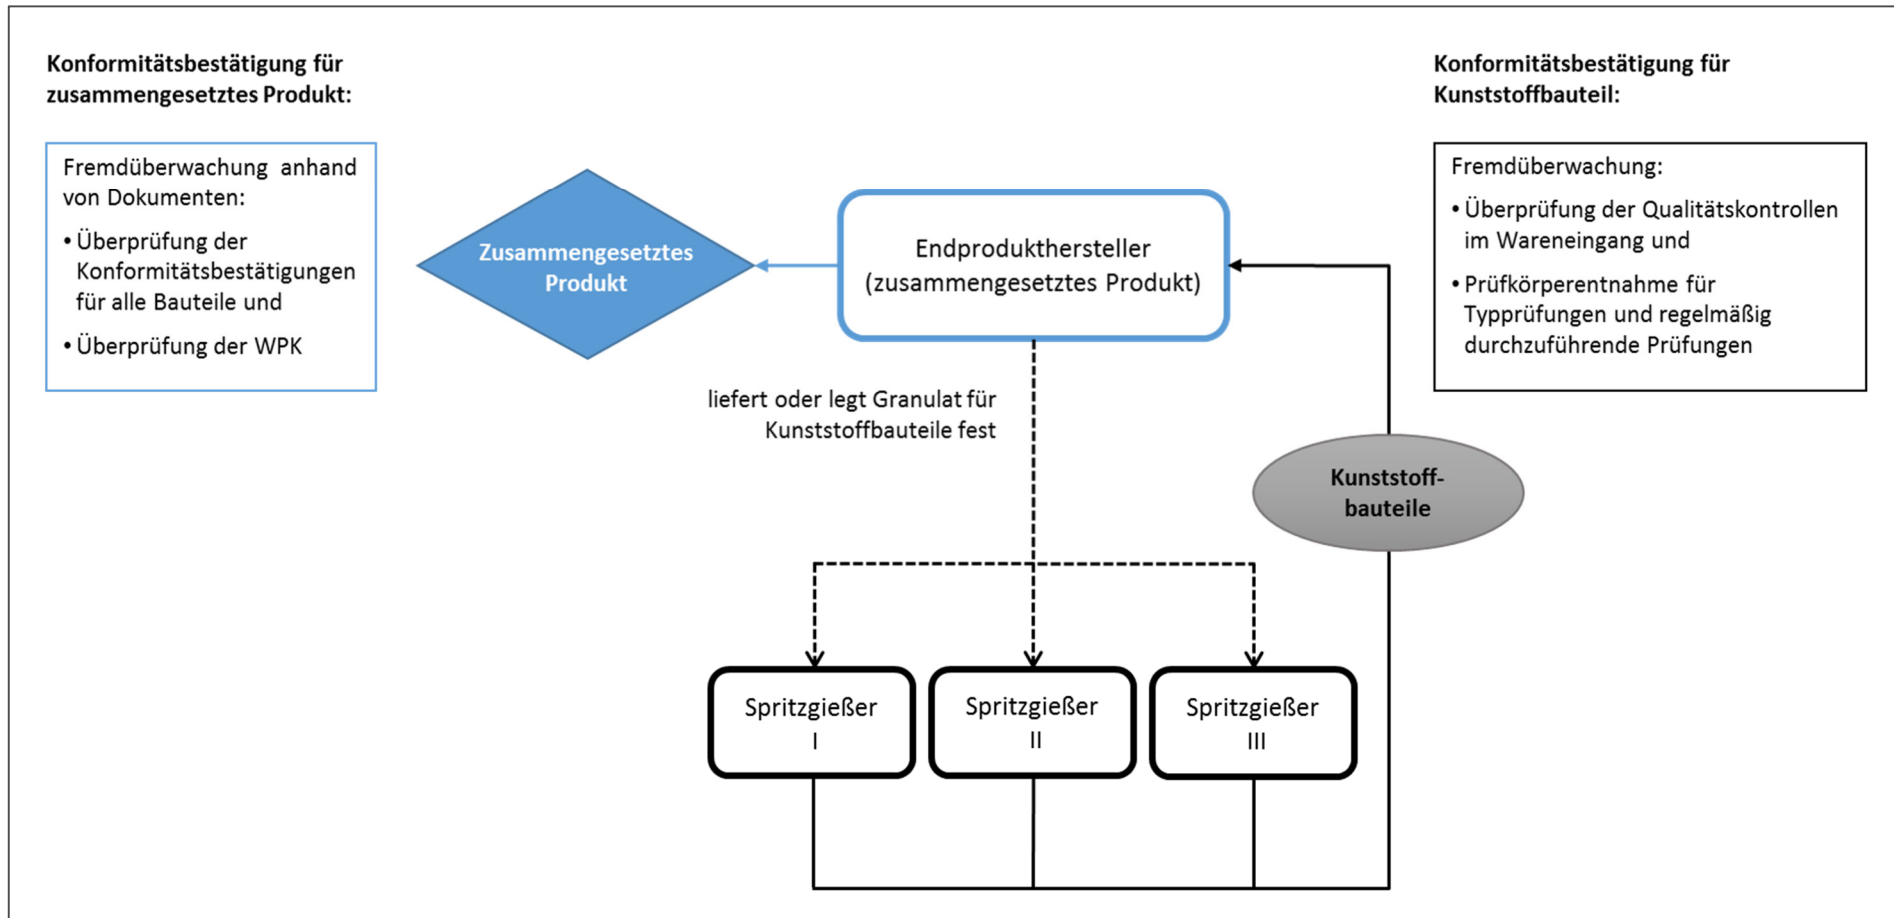 Konformitätsbestätigung für
zusammengesetztes Produkt:
Fremdüberwachung anhand
von Dokumenten:
• Überprüfung der
Konformitätsbestätigungen
für alle Bauteile und
• Überprüfung der WPK
Zusammengesetztes
Produkt
Endprodukthersteller
(zusammengesetztes Produkt)
Konformitätsbestätigung für
Kunststoffbauteil:
Fremdüberwachung:
• Überprüfung der Qualitätskontrollen
im Wareneingang und
• Prüfkörperentnahme für
Typprüfungen und regelmäßig
durchzuführende Prüfungen
liefert oder legt Granulat für
Kunststoffbauteile fest
Kunststoff-
bauteile
Spritzgießer
I
Spritzgießer
II
Spritzgießer
III